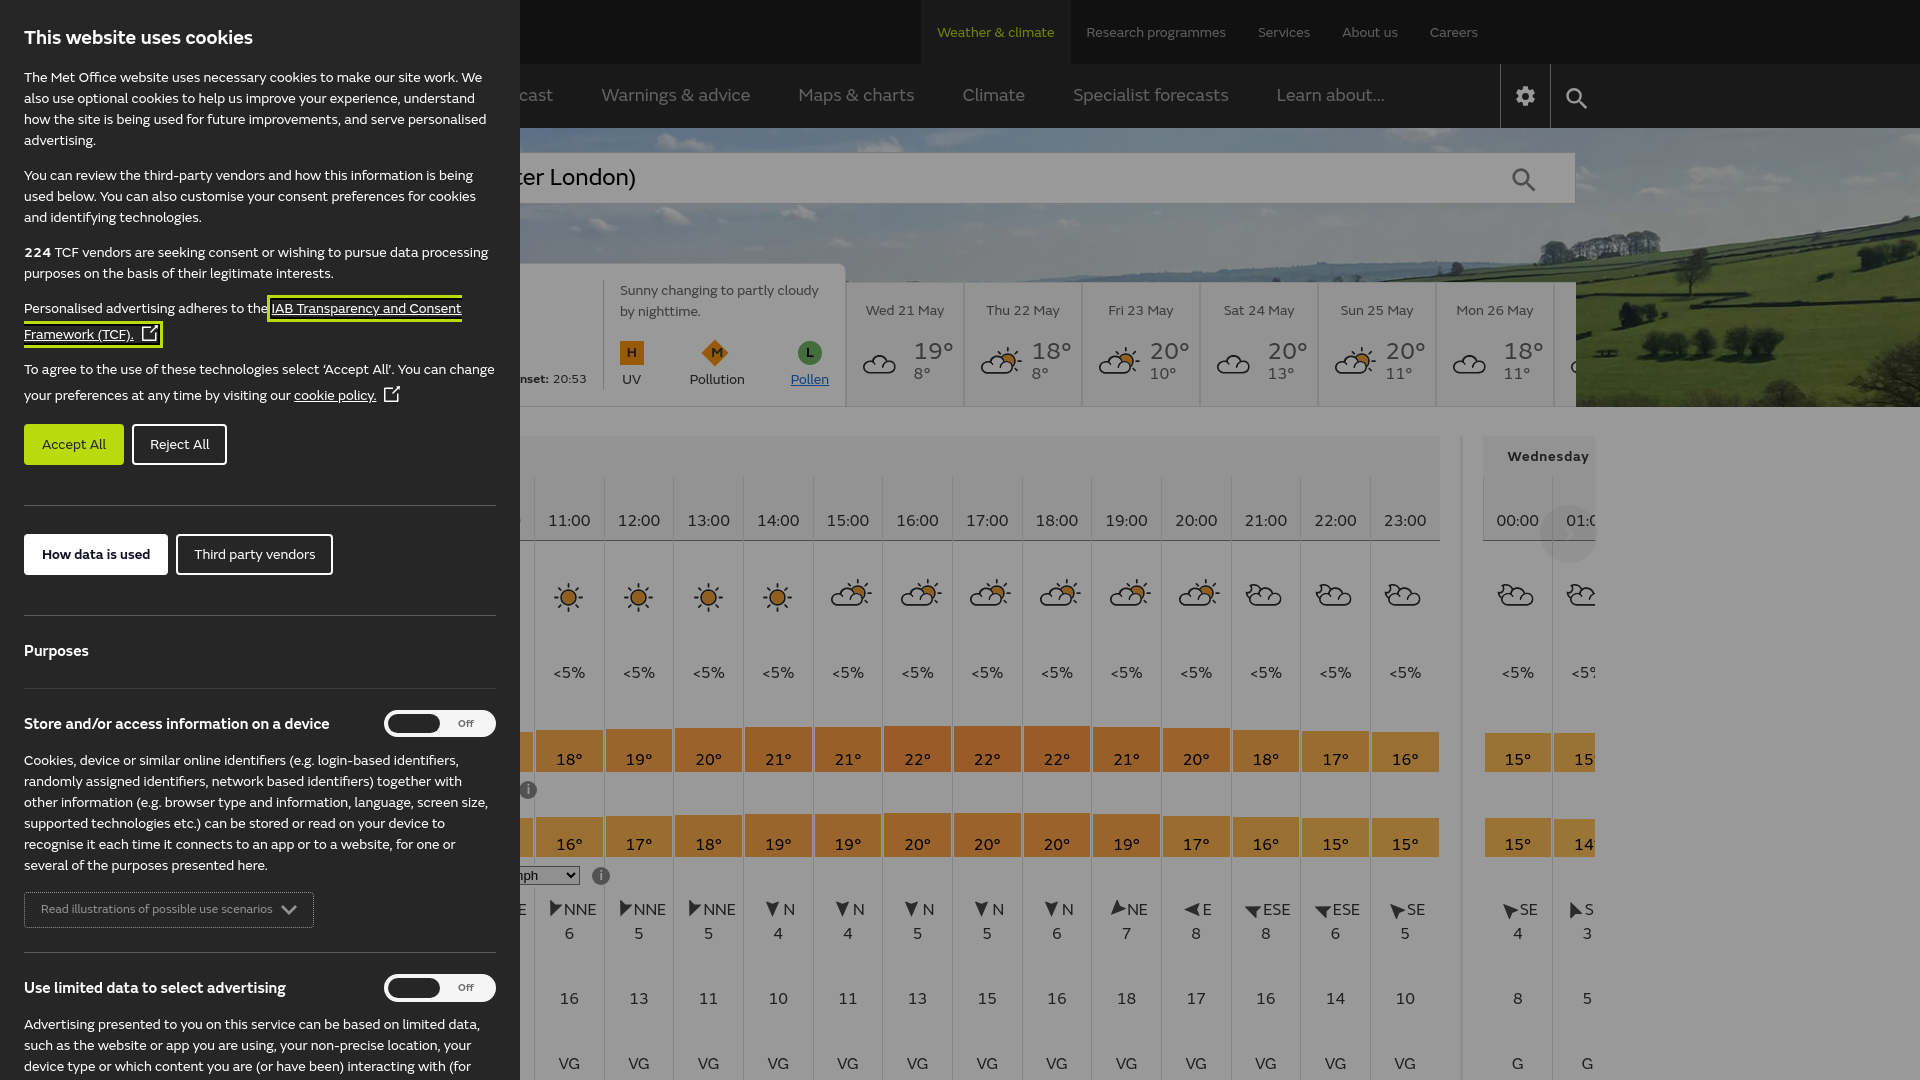 This website uses cookies
The Met Office website uses necessary cookies to make our site work. We
also use optional cookies to help us improve your experience, understand
how the site is being used for future improvements, and serve personalised
advertising.
You can review the third-party vendors and how this information is being
used below. You can also customise your consent preferences for cookies
and identifying technologies.
224 TCF vendors are seeking consent or wishing to pursue data processing
purposes on the basis of their legitimate interests.
Personalised advertising adheres to the IAB Transparency and Consent
Framework (TCF).
To agree to the use of these technologies select ‘Accept All’. You can change
your preferences at any time by visiting our cookie policy.
Accept All Reject All
How data is used Third party vendors
Purposes
Store and/or access information on a device Off
Cookies, device or similar online identifiers (e.g. login-based identifiers,
randomly assigned identifiers, network based identifiers) together with
other information (e.g. browser type and information, language, screen size,
supported technologies etc.) can be stored or read on your device to
recognise it each time it connects to an app or to a website, for one or
several of the purposes presented here.
Read illustrations of possible use scenarios
Use limited data to select advertising Off
Advertising presented to you on this service can be based on limited data,
such as the website or app you are using, your non-precise location, your
device type or which content you are (or have been) interacting with (for
Weather & climate Research programmes Services About us Careers
cast Warnings & advice Maps & charts Climate Specialist forecasts Learn about...
ter London)
Sunny changing to partly cloudy
by nighttime.
H M L
UV Pollution Pollen
nset: 20:53
Wed 21 May Thu 22 May Fri 23 May Sat 24 May Sun 25 May Mon 26 May
19° 18° 20° 20° 20° 18°
8° 8° 10° 13° 11° 11°
Wednesday
11:00 12:00 13:00 14:00 15:00 16:00 17:00 18:00 19:00 20:00 21:00 22:00 23:00 00:00 01:0
<5% <5% <5% <5% <5% <5% <5% <5% <5% <5% <5% <5% <5% <5% <5%
18° 19° 20° 21° 21° 22° 22° 22° 21° 20° 18° 17° 16° 15° 15
i
16° 17° 18° 19° 19° 20° 20° 20° 19° 17° 16° 15° 15° 15° 14
mph i
E NNE NNE NNE N N N N N NE E ESE ESE SE SE S
6 5 5 4 4 5 5 6 7 8 8 6 5 4 3
16 13 11 10 11 13 15 16 18 17 16 14 10 8 5
VG VG VG VG VG VG VG VG VG VG VG VG VG G G